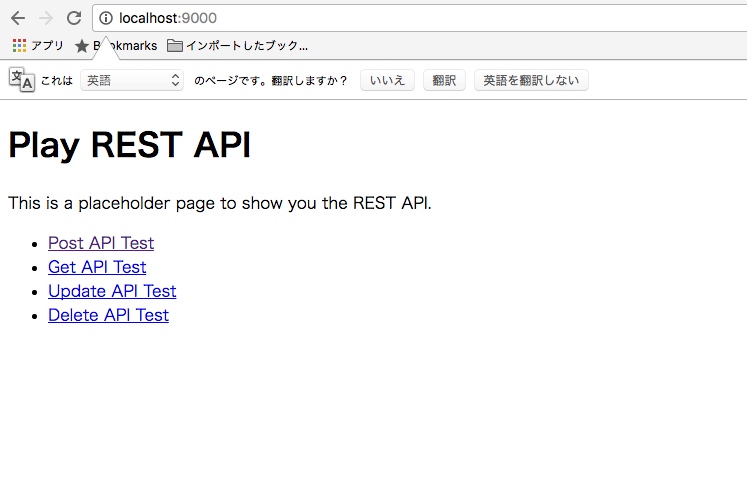 localhost:9000
アプリ B okmarks インポートしたブック...
これは 英語 のページです。翻訳しますか？ いいえ 翻訳 英語を翻訳しない
Play REST API
This is a placeholder page to show you the REST API.
Post API Test
Get API Test
Update API Test
Delete API Test